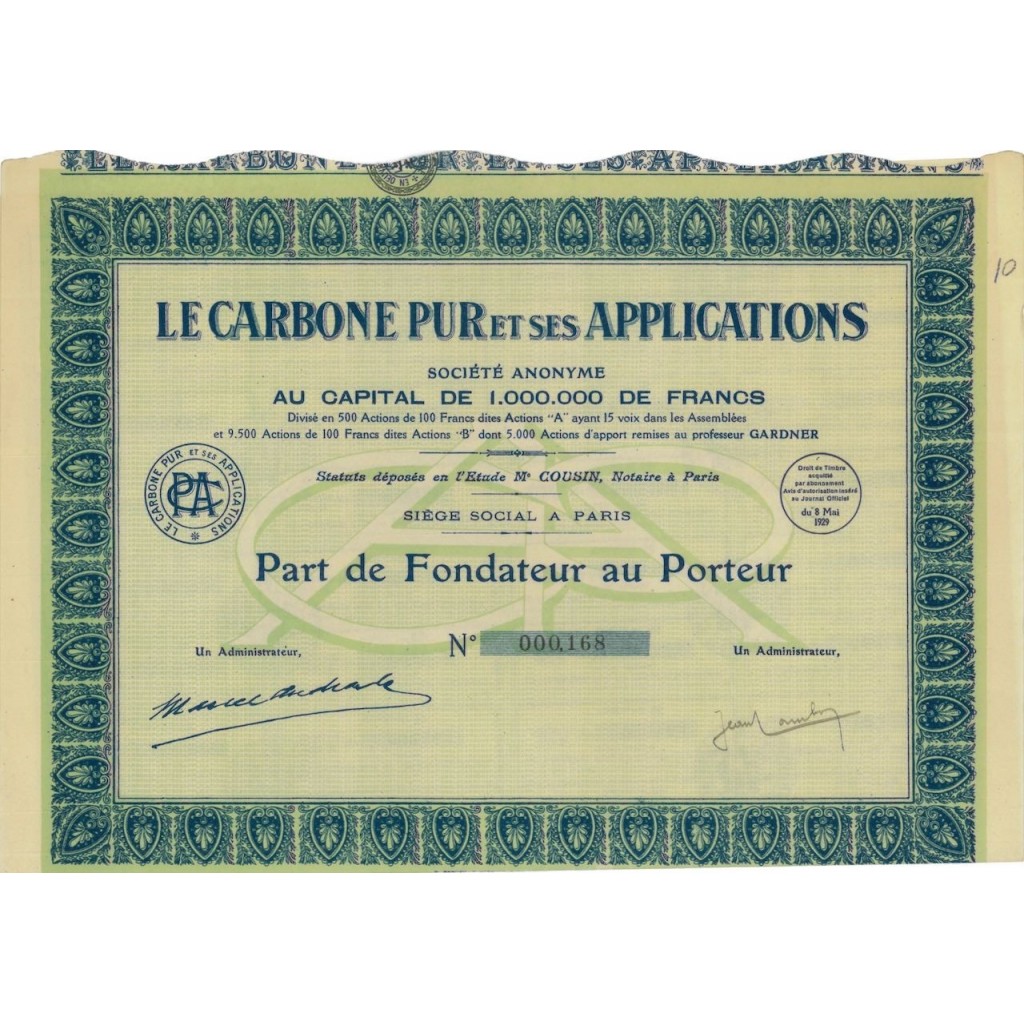 10
LE CARBONE PUR ET SES APPLICATIONS
SOCIÉTÉ ANONYME
AU CAPITAL DE 1.000.000 DE FRANCS
Divisé en 500 Actions de 100 Francs dites Actions "A" ayant 15 voix dans les Assemblées
et 9.500 Actions de 100 Francs dites Actions "B" dont 5.000 Actions d'apport remises au professeur GARDNER
Statuts déposés en l'Etude Me COUSIN, Notaire à Paris
LE CARBONE PUR ET SES APPLICATIONS
Droit de Timbre
acquitté
par abonnement
Avis d'autorisation inséré
au Journal Officiel
du 8 Mai
1929
SIÈGE SOCIAL A PARIS
Part de Fondateur au Porteur
N° 000,168
Un Administrateur,
Un Administrateur,